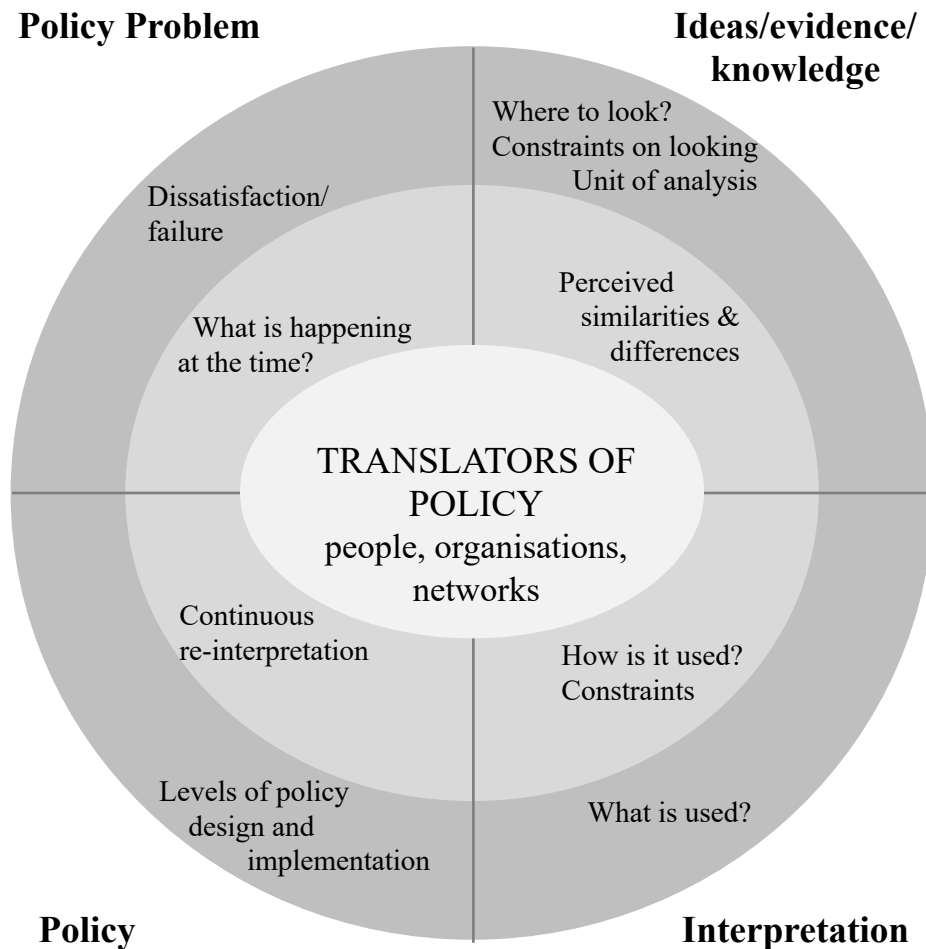 Policy Problem
Ideas/evidence/
knowledge
Where to look?
Constraints on looking
Unit of analysis
Dissatisfaction/
failure
Perceived
similarities &
differences
What is happening
at the time?
TRANSLATORS OF
POLICY
people, organisations,
networks
Continuous
re-interpretation
How is it used?
Constraints
Levels of policy
design and
implementation
What is used?
Policy
Interpretation